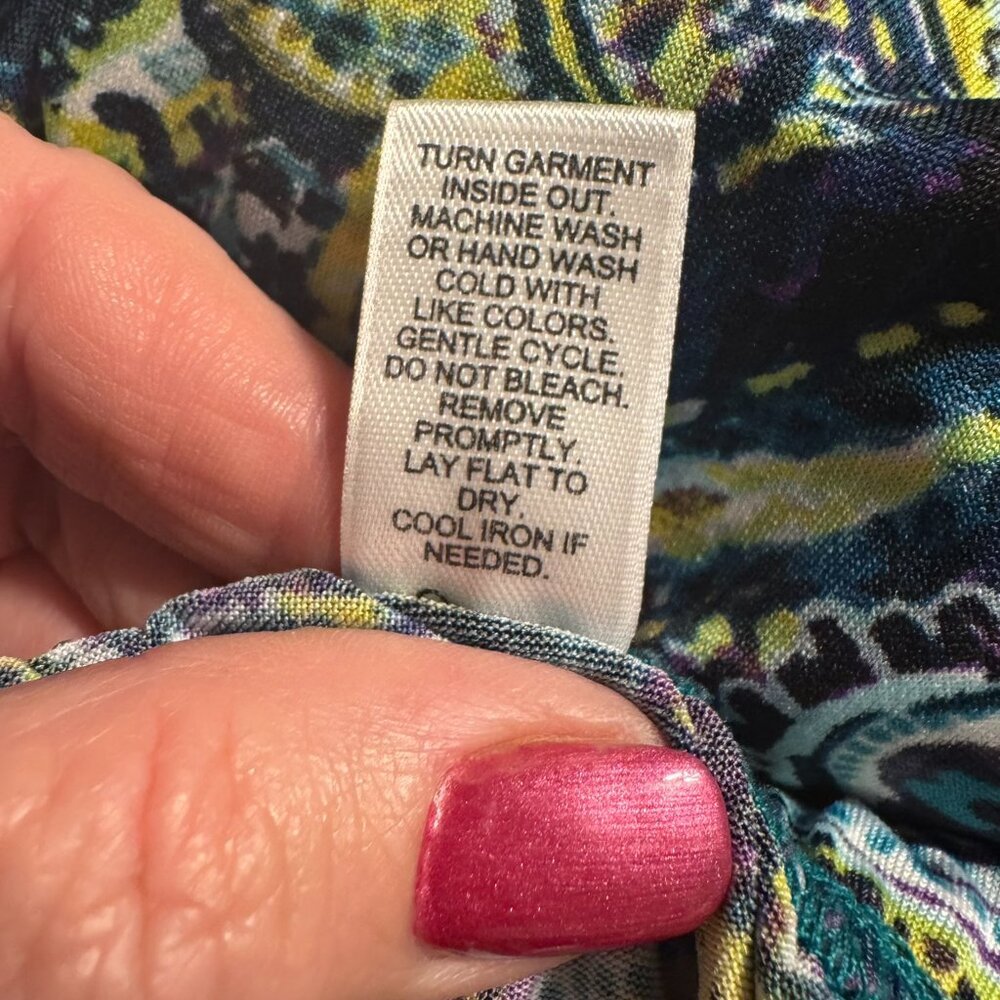 TURN GARMENT
INSIDE OUT.
MACHINE WASH
OR HAND WASH
COLD WITH
LIKE COLORS.
GENTLE CYCLE.
DO NOT BLEACH.
REMOVE
PROMPTLY.
LAY FLAT TO
DRY.
COOL IRON IF
NEEDED.